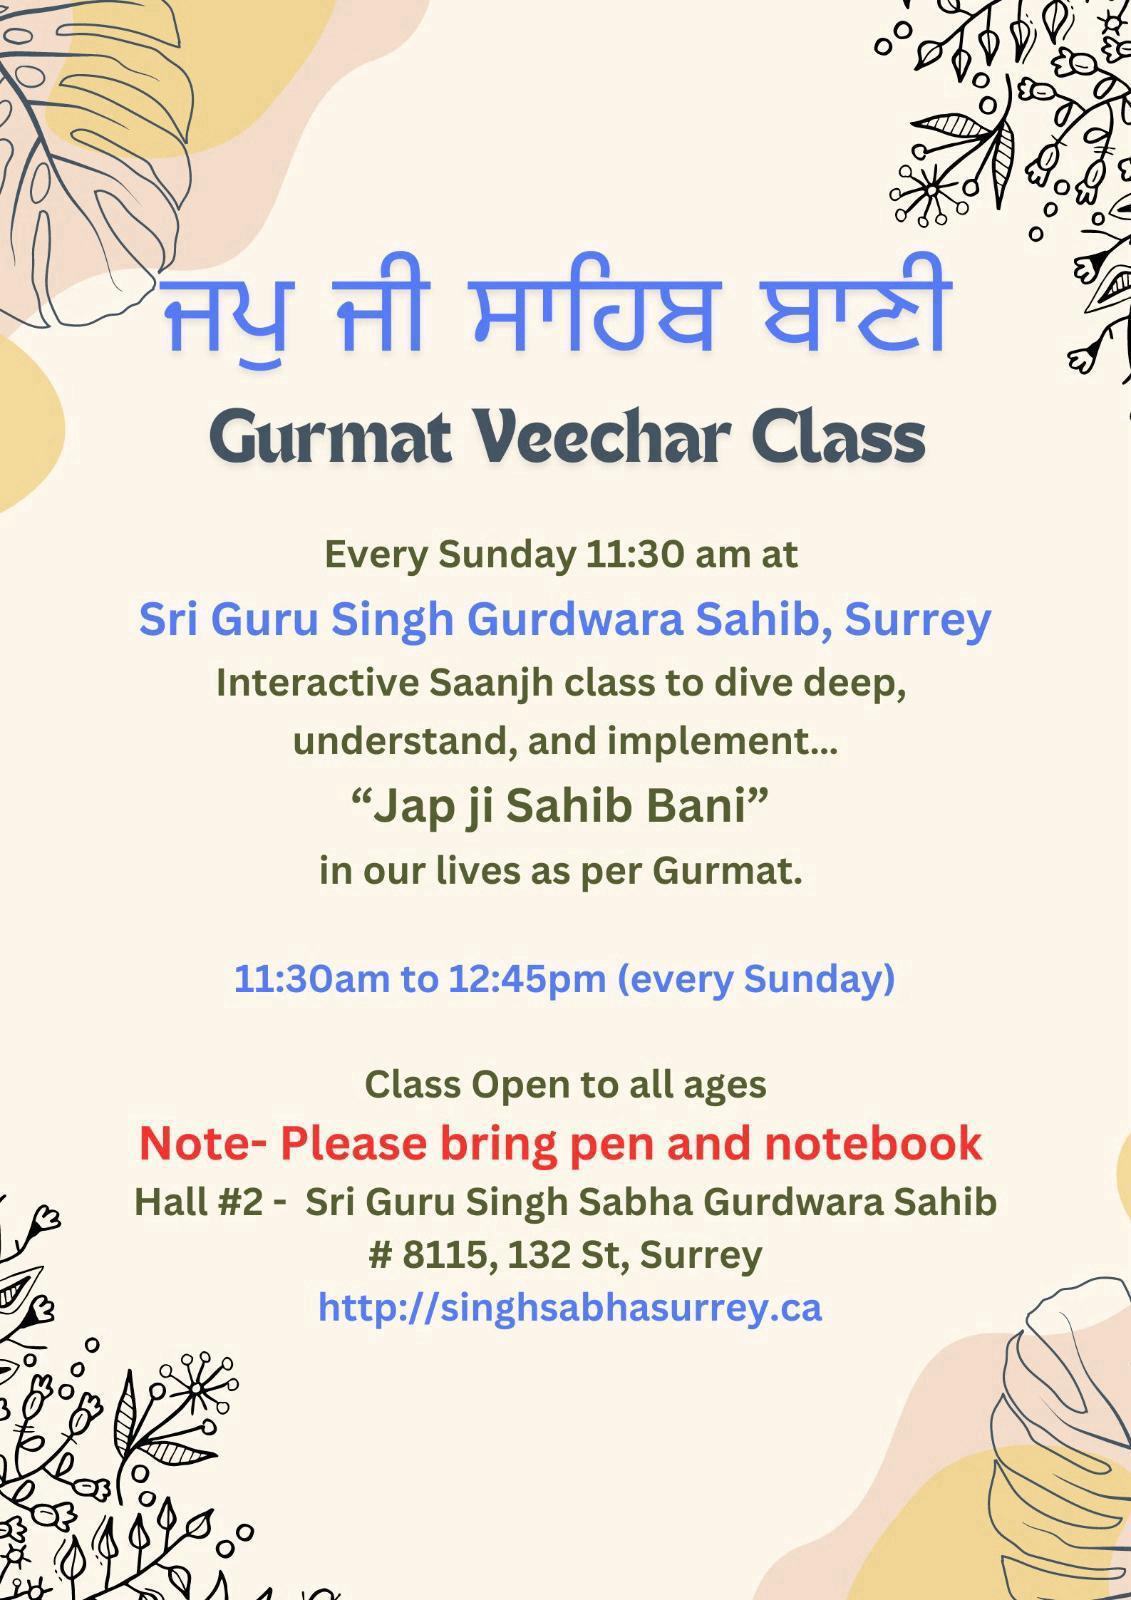 ਜਪੁ ਜੀ ਸਾਹਿਬ ਬਾਣੀ
Gurmat Veechar Class
Every Sunday 11:30 am at
Sri Guru Singh Gurdwara Sahib, Surrey
Interactive Saanjh class to dive deep,
understand, and implement...
“Jap ji Sahib Bani”
in our lives as per Gurmat.
11:30am to 12:45pm (every Sunday)
Class Open to all ages
Note- Please bring pen and notebook
Hall #2 - Sri Guru Singh Sabha Gurdwara Sahib
# 8115, 132 St, Surrey
http://singhsabhasurrey.ca